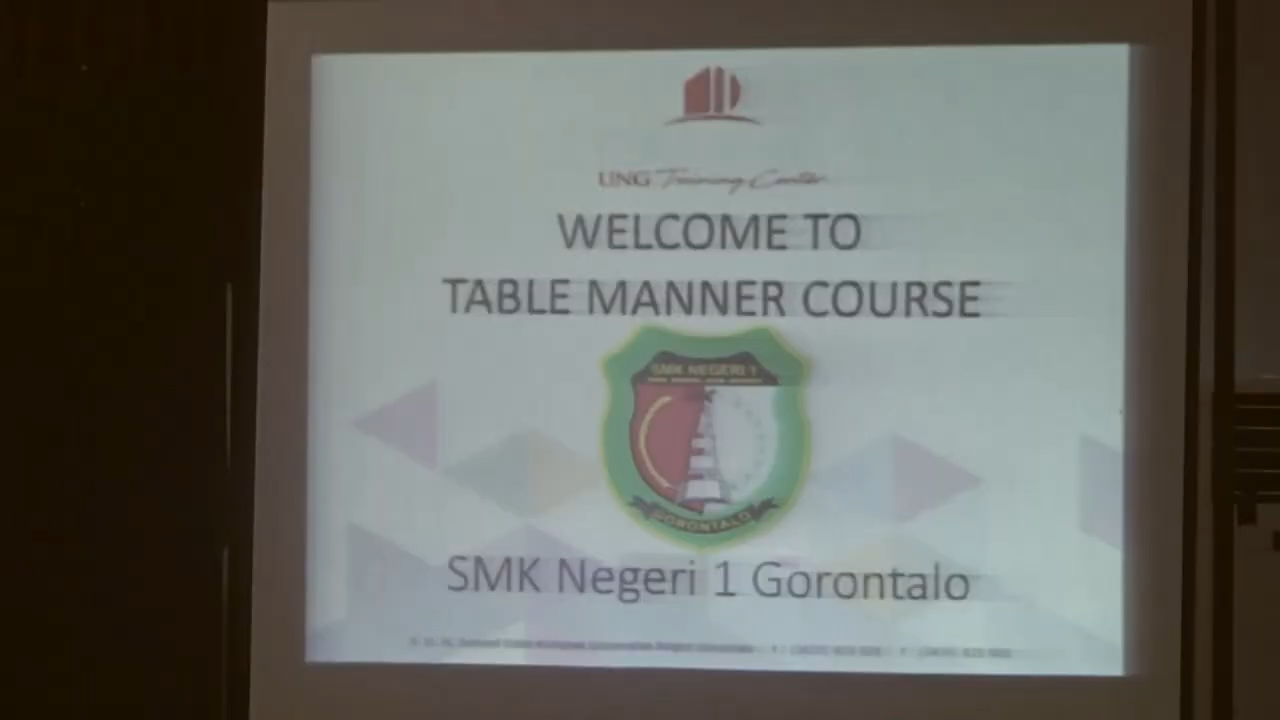 UNG Training Center
WELCOME TO
TABLE MANNER COURSE
SMK NEGERI 1
GORONTALO
SMK Negeri 1 Gorontalo